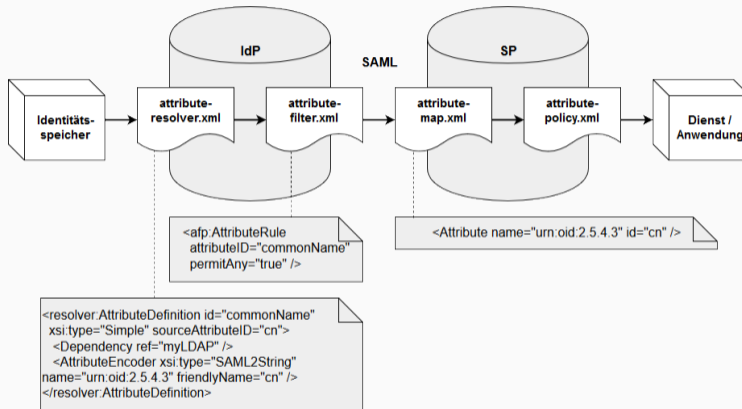 IdP
SAML
SP
Identitäts-
speicher
attribute-
resolver.xml
attribute-
filter.xml
attribute-
map.xml
attribute-
policy.xml
Dienst /
Anwendung
<afp:AttributeRule
attributeID="commonName"
permitAny="true" />
<Attribute name="urn:oid:2.5.4.3" id="cn" />
<resolver:AttributeDefinition id="commonName"
xsi:type="Simple" sourceAttributeID="cn">
<Dependency ref="myLDAP" />
<AttributeEncoder xsi:type="SAML2String"
name="urn:oid:2.5.4.3" friendlyName="cn" />
</resolver:AttributeDefinition>